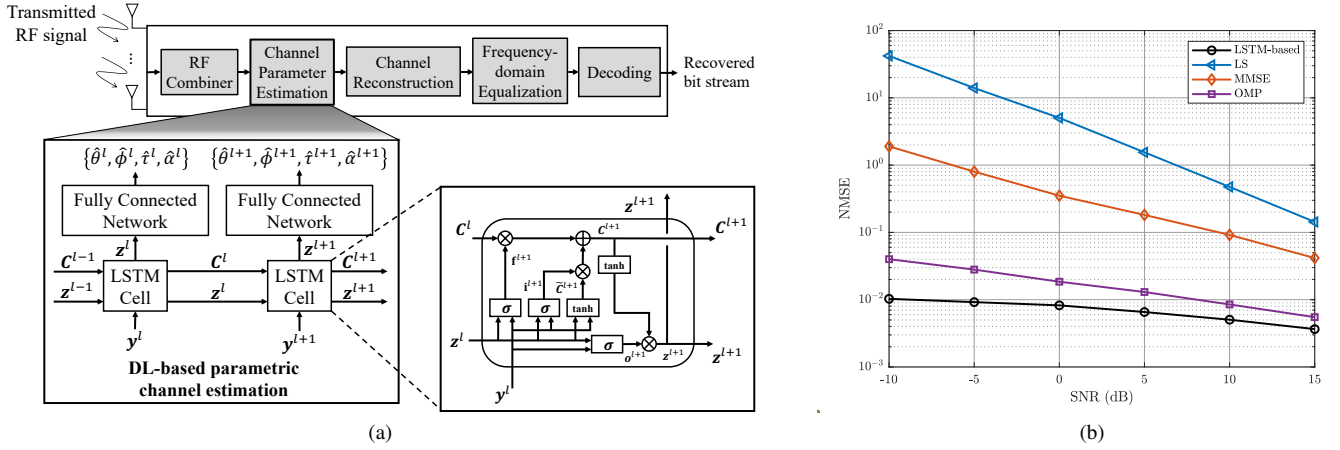 Transmitted
RF signal
...
RF
Combiner
Channel
Parameter
Estimation
Channel
Reconstruction
Frequency-
domain
Equalization
Decoding
Recovered
bit stream
{θ̂^l, ϕ̂^l, τ̂^l, α̂^l}
{θ̂^{l+1}, ϕ̂^{l+1}, τ̂^{l+1}, α̂^{l+1}}
Fully Connected
Network
Fully Connected
Network
z^l
z^{l+1}
C^{l-1}
C^l
C^{l+1}
LSTM
Cell
LSTM
Cell
z^{l-1}
z^l
z^{l+1}
y^l
y^{l+1}
DL-based parametric
channel estimation
z^{l+1}
C^l
C^{l+1}
C^{l+1}
f^{l+1}
tanh
i^{l+1}
C̃^{l+1}
σ
σ
tanh
z^l
σ
o^{l+1}
z^{l+1}
z^{l+1}
y^l
(a)
LSTM-based
LS
MMSE
OMP
10^2
10^1
10^0
10^{-1}
10^{-2}
10^{-3}
NMSE
-10 -5 0 5 10 15
SNR (dB)
(b)